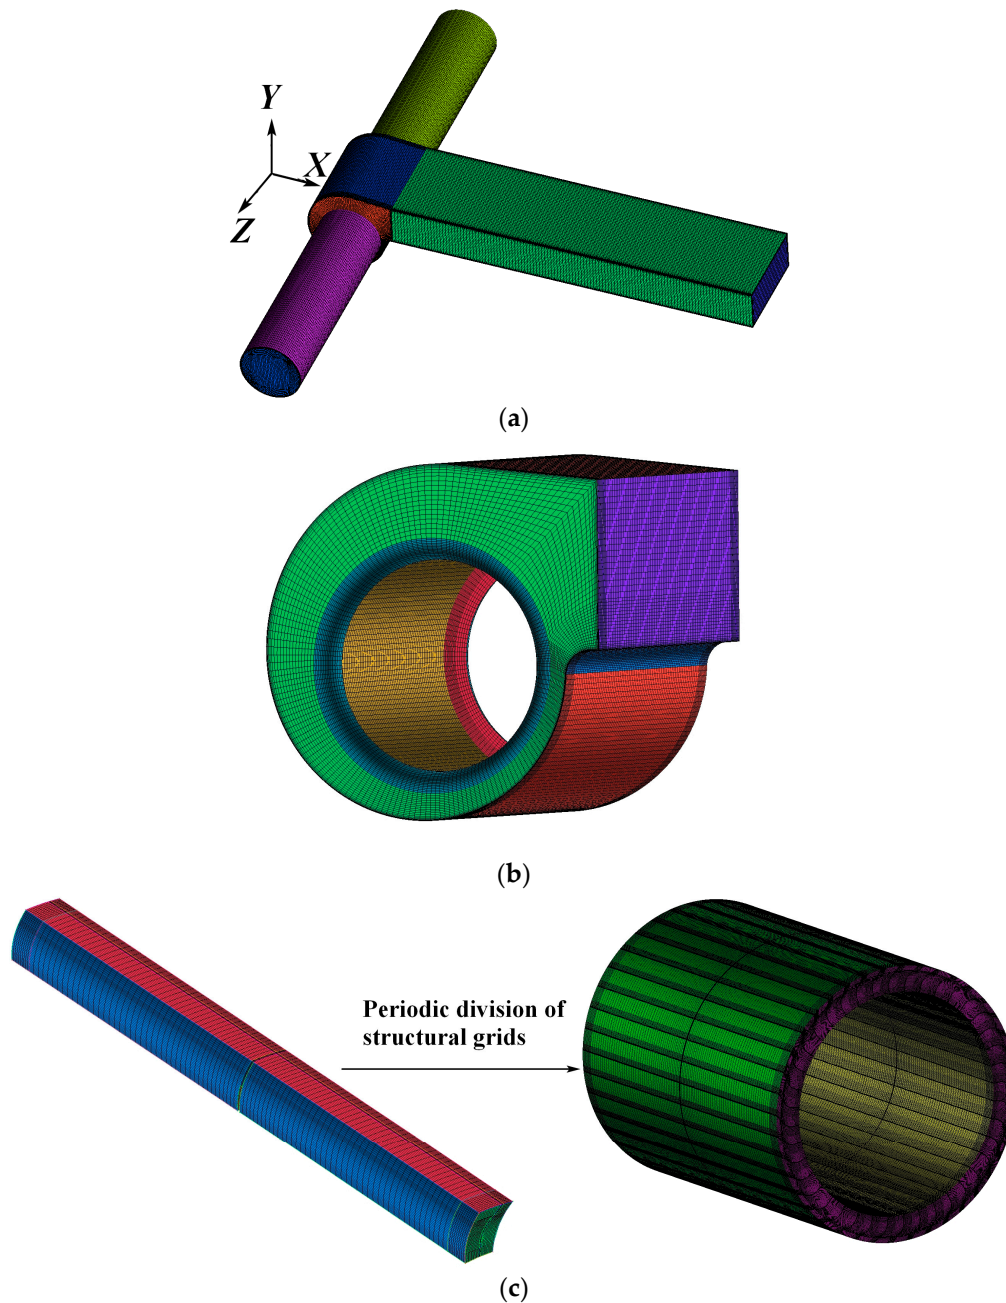 Y
X
Z
(a)
(b)
Periodic division of
structural grids
(c)